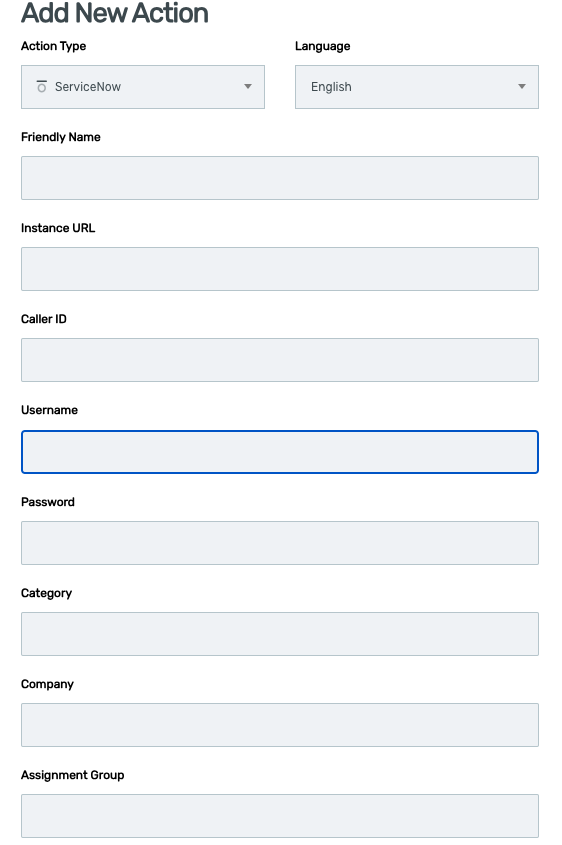 Add New Action
Action Type
Language
ServiceNow
English
Friendly Name
Instance URL
Caller ID
Username
Password
Category
Company
Assignment Group